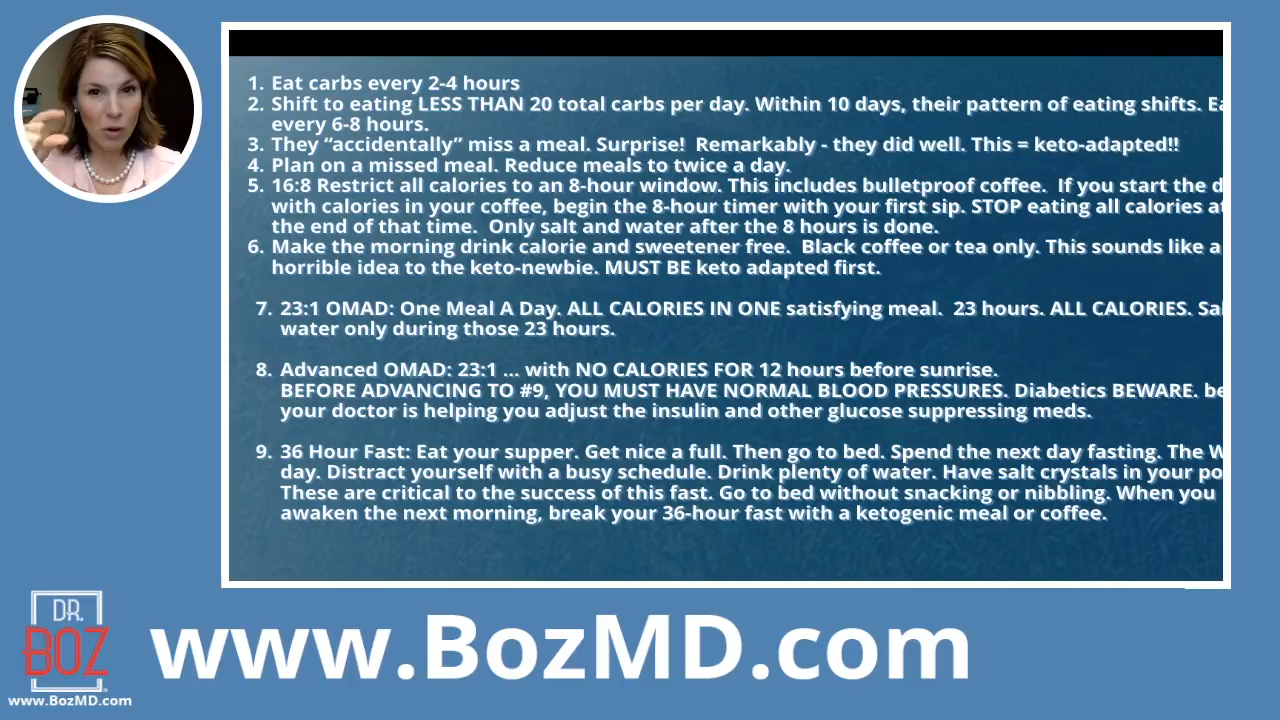 1. Eat carbs every 2-4 hours
2. Shift to eating LESS THAN 20 total carbs per day. Within 10 days, their pattern of eating shifts.
every 6-8 hours.
3. They “accidentally” miss a meal. Surprise!  Remarkably - they did well. This = keto-adapted!!
4. Plan on a missed meal. Reduce meals to twice a day.
5. 16:8 Restrict all calories to an 8-hour window. This includes bulletproof coffee.  If you start the
with calories in your coffee, begin the 8-hour timer with your first sip. STOP eating all calories
the end of that time.  Only salt and water after the 8 hours is done.
6. Make the morning drink calorie and sweetener free.  Black coffee or tea only. This sounds like a
horrible idea to the keto-newbie. MUST BE keto adapted first.
7. 23:1 OMAD: One Meal A Day. ALL CALORIES IN ONE satisfying meal.  23 hours. ALL CALORIES.
water only during those 23 hours.
8. Advanced OMAD: 23:1 ... with NO CALORIES FOR 12 hours before sunrise.
BEFORE ADVANCING TO #9, YOU MUST HAVE NORMAL BLOOD PRESSURES. Diabetics BEWARE.
your doctor is helping you adjust the insulin and other glucose suppressing meds.
9. 36 Hour Fast: Eat your supper. Get nice a full. Then go to bed. Spend the next day fasting. The
day. Distract yourself with a busy schedule. Drink plenty of water. Have salt crystals in your
These are critical to the success of this fast. Go to bed without snacking or nibbling. When you
awaken the next morning, break your 36-hour fast with a ketogenic meal or coffee.
DR.
BOZ
www.BozMD.com
www.BozMD.com